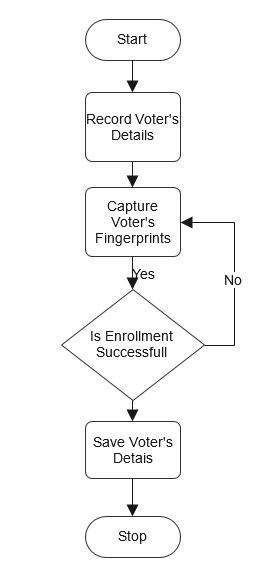 Start
Record Voter's
Details
Capture
Voter's
Fingerprints
Yes
No
Is Enrollment
Successfull
Save Voter's
Detais
Stop